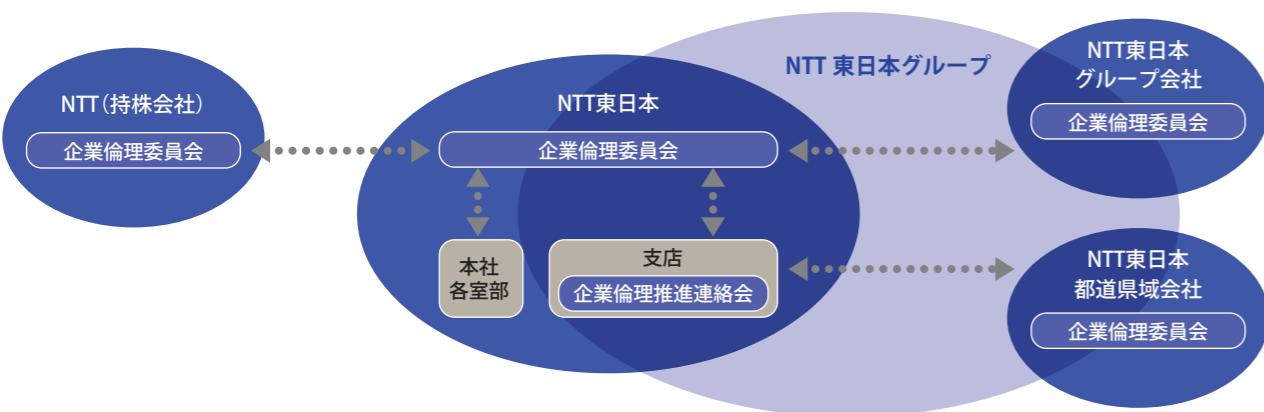 NTT(持株会社)
企業倫理委員会
NTT東日本
企業倫理委員会
本社
各室部
支店
企業倫理推進連絡会
NTT 東日本グループ
NTT東日本
グループ会社
企業倫理委員会
NTT東日本
都道県域会社
企業倫理委員会